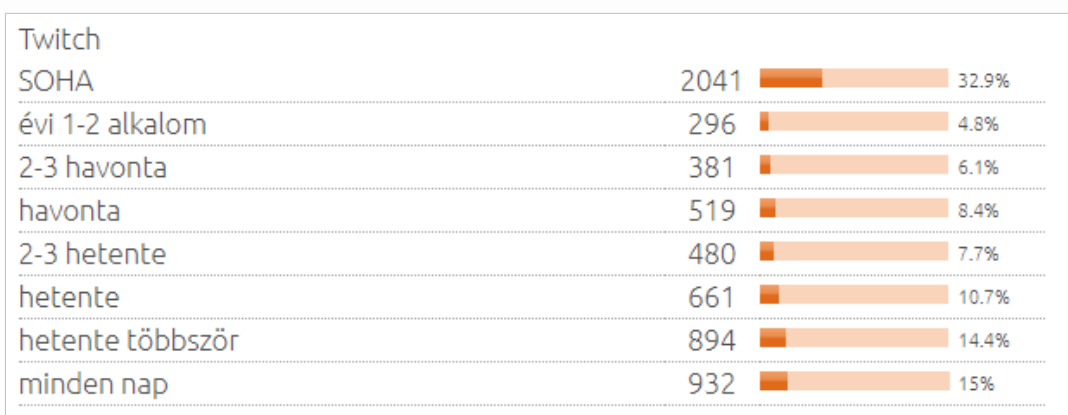 Twitch
SOHA 2041 32.9%
évi 1-2 alkalom 296 4.8%
2-3 havonta 381 6.1%
havonta 519 8.4%
2-3 hetente 480 7.7%
hetente 661 10.7%
hetente többször 894 14.4%
minden nap 932 15%